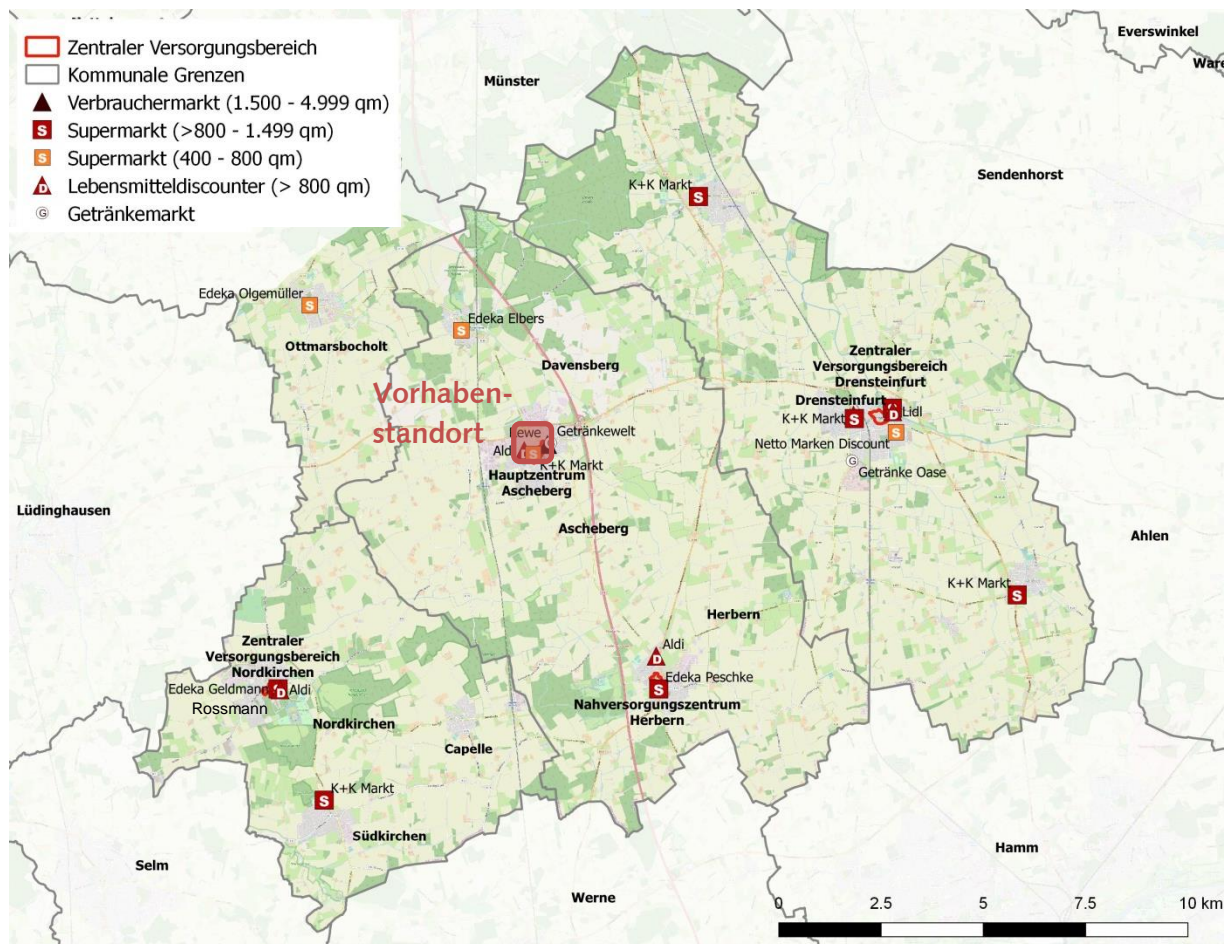 Zentraler Versorgungsbereich
Kommunale Grenzen
Verbrauchermarkt (1.500 - 4.999 qm)
S Supermarkt (>800 - 1.499 qm)
S Supermarkt (400 - 800 qm)
D Lebensmitteldiscounter (> 800 qm)
G Getränkemarkt
Everswinkel
Münster
Sendenhorst
K+K Markt
S
Edeka Olgemüller
S
Ottmarsbocholt
Edeka Elbers
S
Davensberg
Vorhaben-
standort
Getränkewelt
K+K Markt
Hauptzentrum
Ascheberg
Ascheberg
Zentraler
Versorgungsbereich
Drensteinfurt
Drensteinfurt
K+K Markt
S
D
Lidl
Netto Marken Discount
S
G
Getränke Oase
Lüdinghausen
Ahlen
K+K Markt
S
Herbern
Aldi
D
Edeka Peschke
S
Nahversorgungszentrum
Herbern
Zentraler
Versorgungsbereich
Nordkirchen
Edeka Geldmann
D
Aldi
Rossmann
Nordkirchen
Capelle
K+K Markt
S
Südkirchen
Selm
Werne
Hamm
0 2.5 5 7.5 10 km